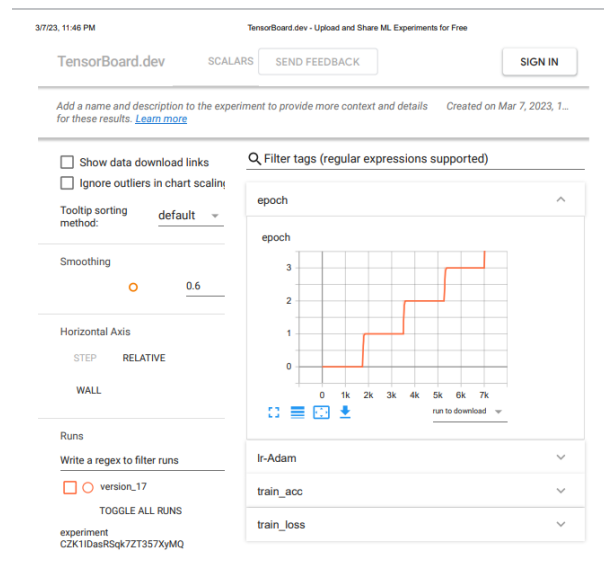 3/7/23, 11:46 PM TensorBoard.dev - Upload and Share ML Experiments for Free
TensorBoard.dev SCALARS SEND FEEDBACK SIGN IN
Add a name and description to the experiment to provide more context and details Created on Mar 7, 2023, 1...
for these results. Learn more
Show data download links
Ignore outliers in chart scaling
Tooltip sorting
method: default
Smoothing
0.6
Horizontal Axis
STEP RELATIVE
WALL
Runs
Write a regex to filter runs
version_17
TOGGLE ALL RUNS
experiment
CZK1IDasRSqk7ZT357XyMQ
Filter tags (regular expressions supported)
epoch
epoch
3
2
1
0
0 1k 2k 3k 4k 5k 6k 7k
run to download
lr-Adam
train_acc
train_loss